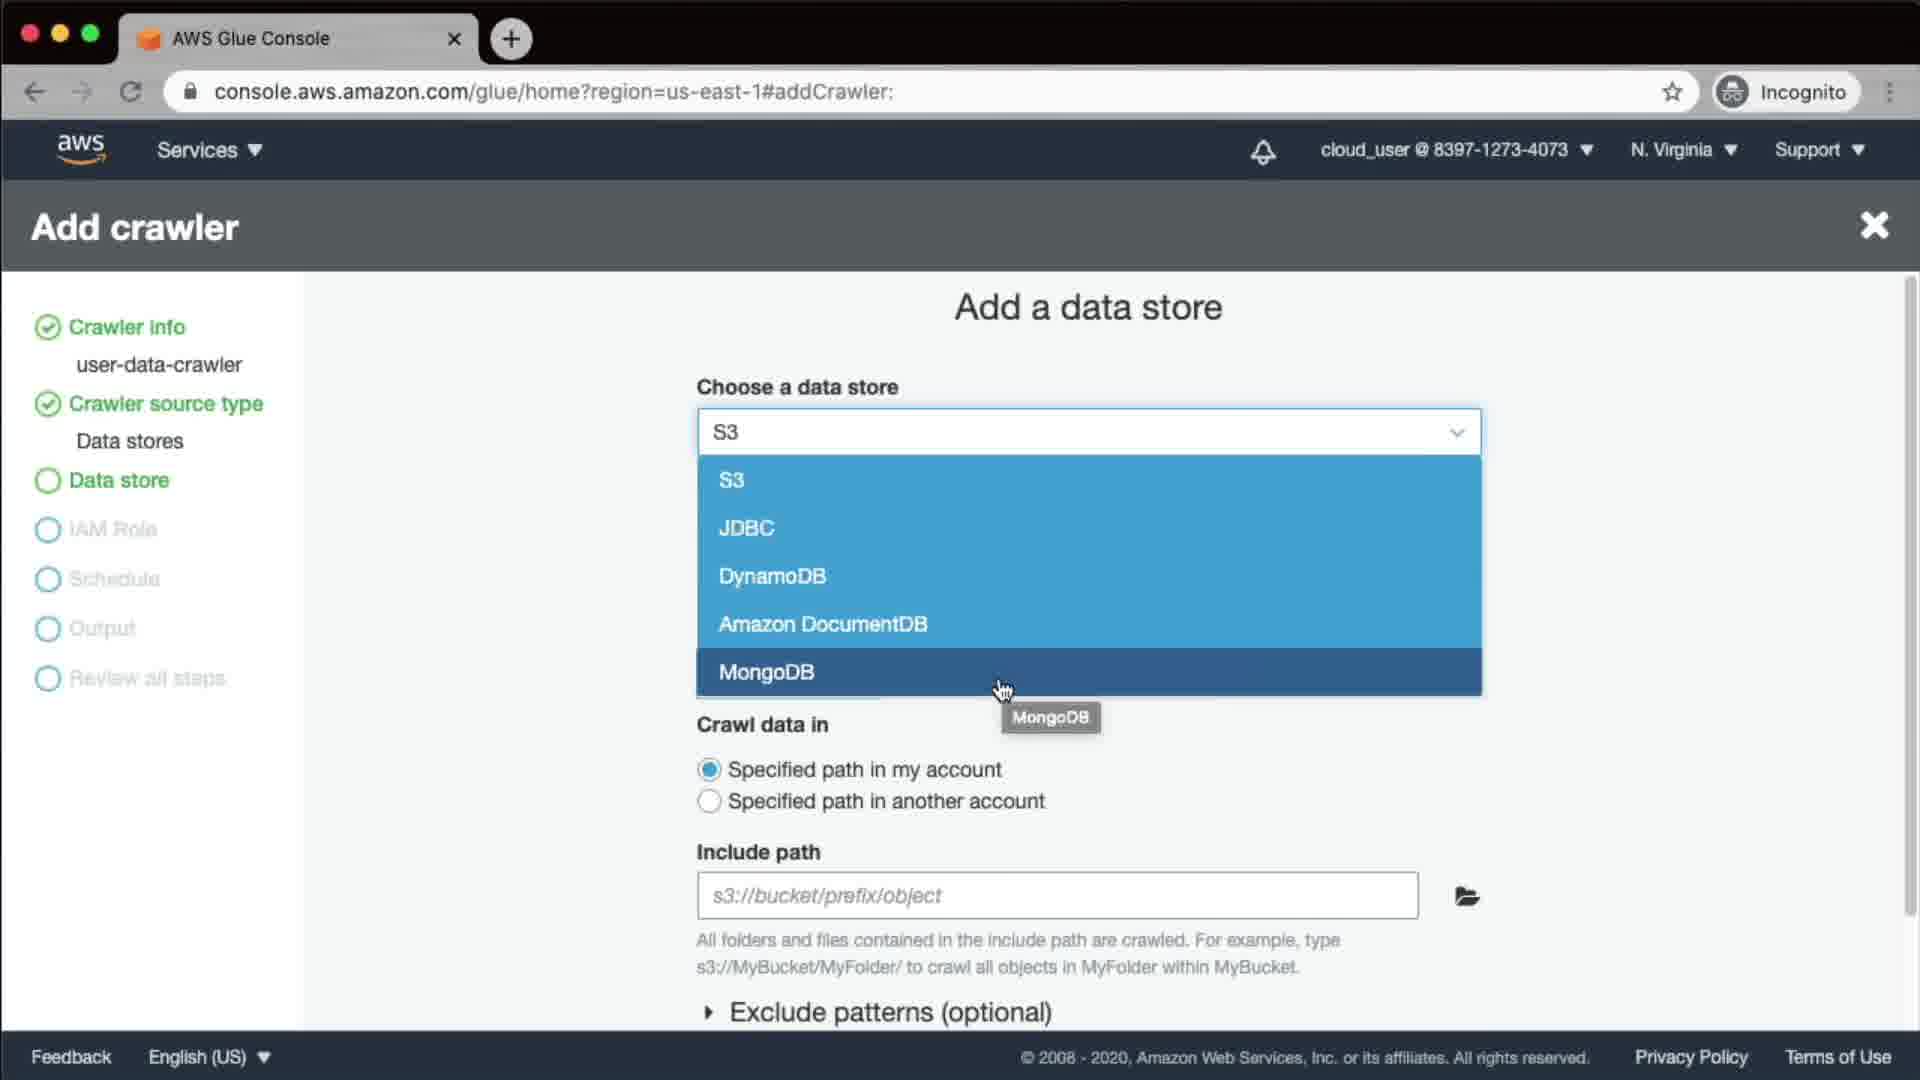 AWS Glue Console
console.aws.amazon.com/glue/home?region=us-east-1#addCrawler:
Incognito
aws
Services
cloud_user @ 8397-1273-4073
N. Virginia
Support
Add crawler
Crawler info
user-data-crawler
Crawler source type
Data stores
Data store
IAM Role
Schedule
Output
Review all steps
Add a data store
Choose a data store
S3
S3
JDBC
DynamoDB
Amazon DocumentDB
MongoDB
MongoDB
Crawl data in
Specified path in my account
Specified path in another account
Include path
s3://bucket/prefix/object
All folders and files contained in the include path are crawled. For example, type
s3://MyBucket/MyFolder/ to crawl all objects in MyFolder within MyBucket.
Exclude patterns (optional)
Feedback
English (US)
© 2008 - 2020, Amazon Web Services, Inc. or its affiliates. All rights reserved.
Privacy Policy
Terms of Use